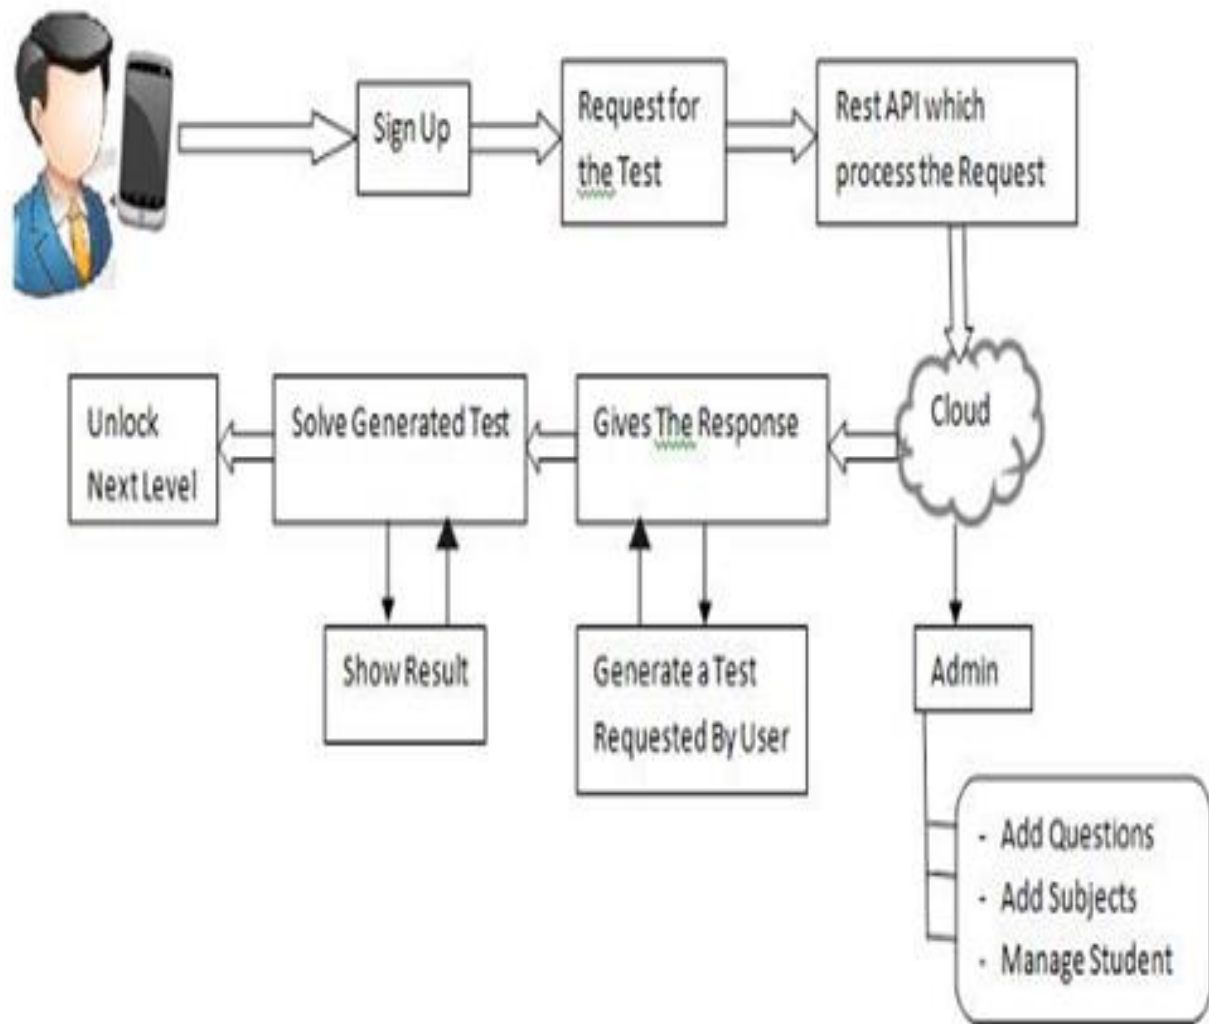 Sign Up
Request for
the Test
Rest API which
process the Request
Cloud
Gives The Response
Solve Generated Test
Unlock
Next Level
Show Result
Generate a Test
Requested By User
Admin
- Add Questions
- Add Subjects
- Manage Student